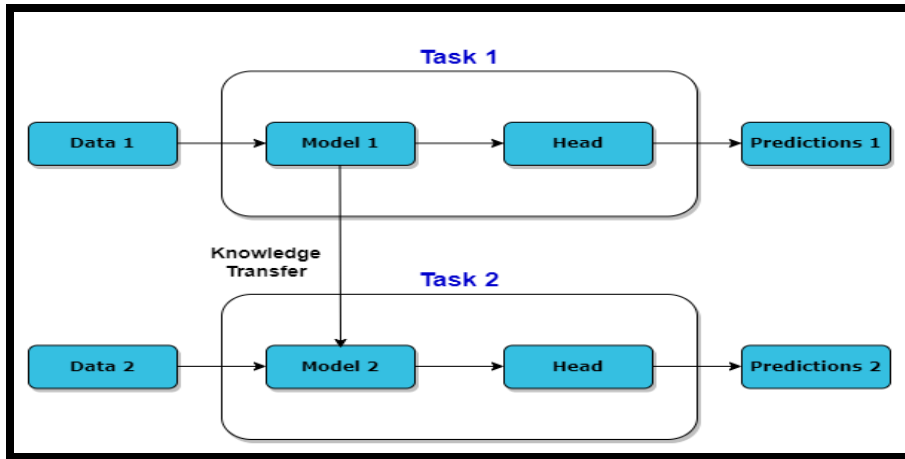 Task 1
Data 1
Model 1
Head
Predictions 1
Knowledge
Transfer
Task 2
Data 2
Model 2
Head
Predictions 2